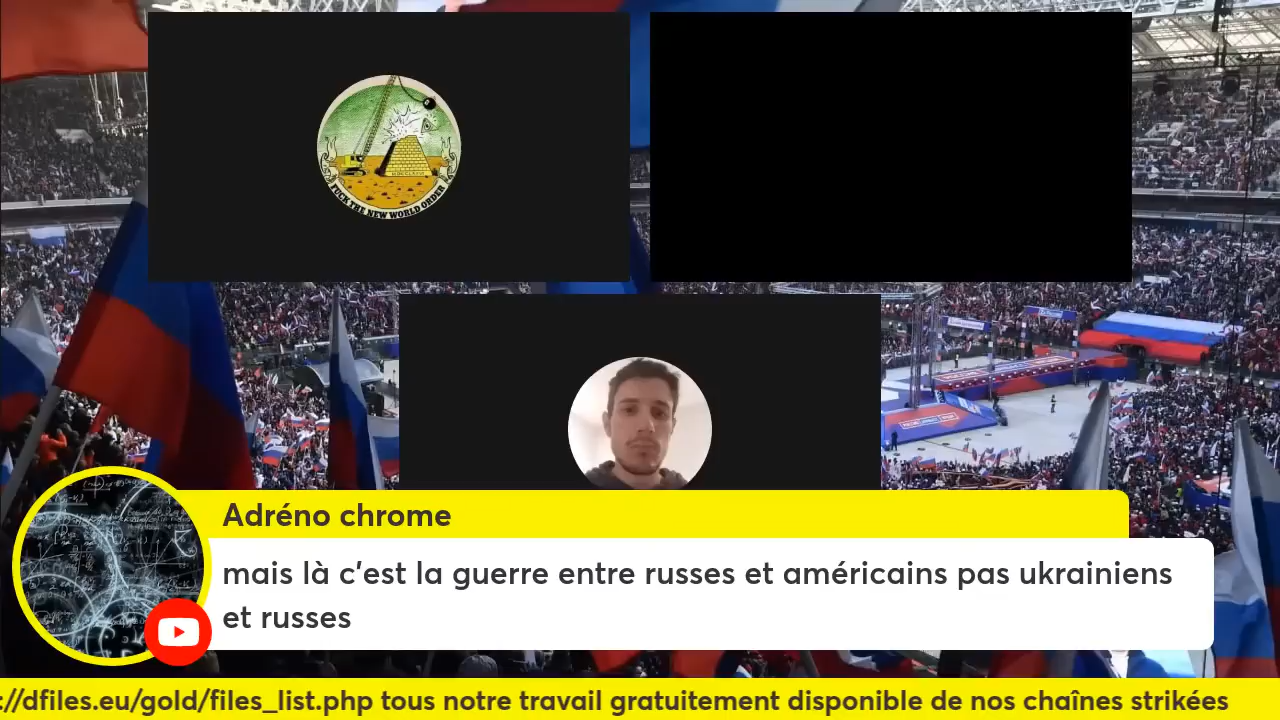 FUCK THE NEW WORLD ORDER
Adréno chrome
mais là c'est la guerre entre russes et américains pas ukrainiens
et russes
://dfiles.eu/gold/files_list.php tous notre travail gratuitement disponible de nos chaînes strikées